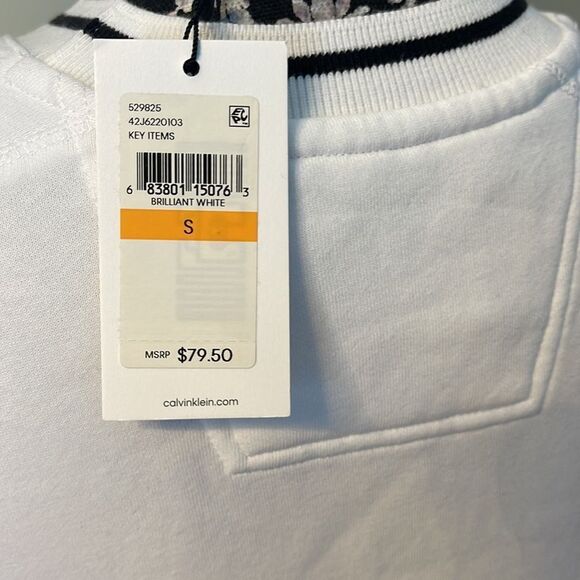 529825
42J6220103
KEY ITEMS
6 83801 15076 3
BRILLIANT WHITE
S
MSRP $79.50
calvinklein.com